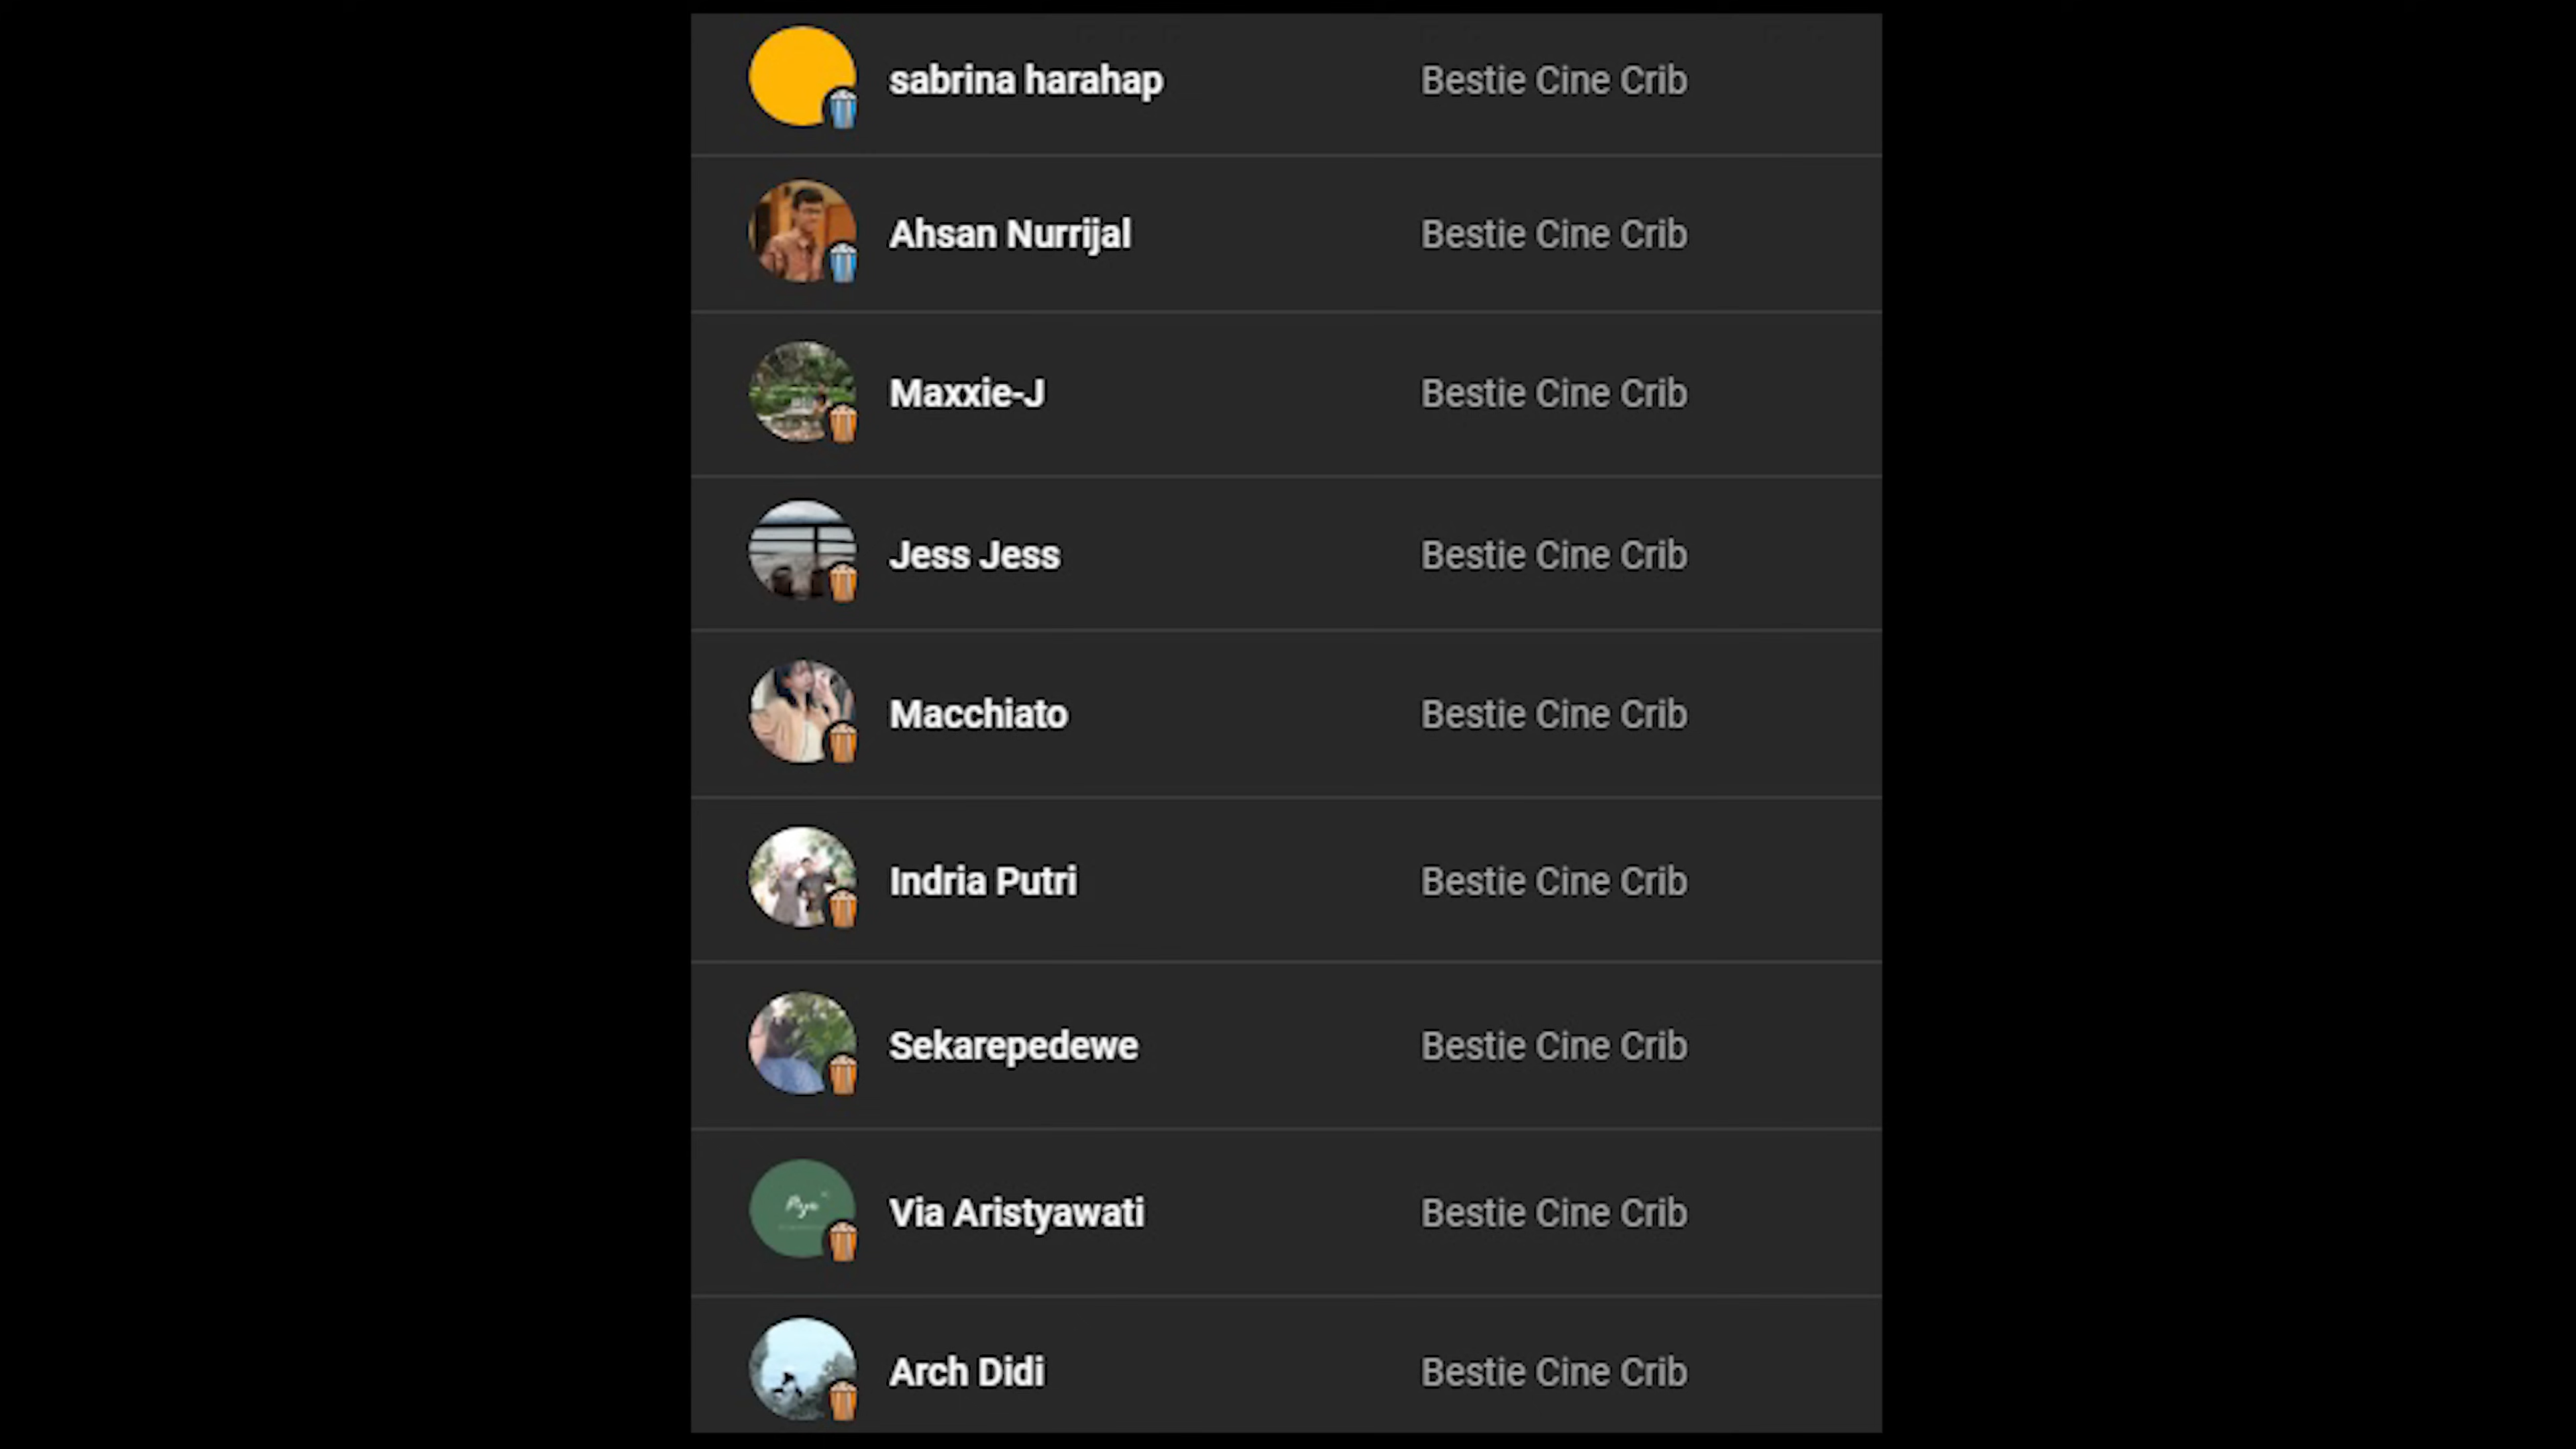 sabrina harahap Bestie Cine Crib
Ahsan Nurrijal Bestie Cine Crib
Maxxie-J Bestie Cine Crib
Jess Jess Bestie Cine Crib
Macchiato Bestie Cine Crib
Indria Putri Bestie Cine Crib
Sekarepedewe Bestie Cine Crib
Via Aristyawati Bestie Cine Crib
Arch Didi Bestie Cine Crib